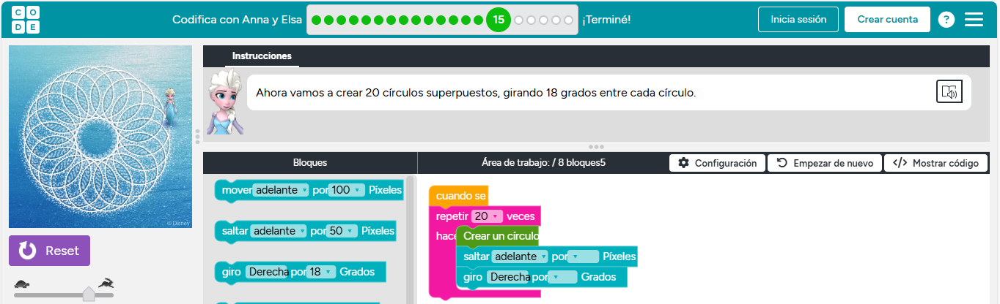 C O D E
Codifica con Anna y Elsa
15
¡Terminé!
Inicia sesión
Crear cuenta
?
Instrucciones
Ahora vamos a crear 20 círculos superpuestos, girando 18 grados entre cada círculo.
Bloques
Área de trabajo: / 8 bloques5
Configuración
Empezar de nuevo
</> Mostrar código
mover adelante por 100 Píxeles
saltar adelante por 50 Píxeles
giro Derecha por 18 Grados
cuando se
repetir 20 veces
hace
Crear un círculo
saltar adelante por Píxeles
giro Derecha por Grados
© Disney
Reset